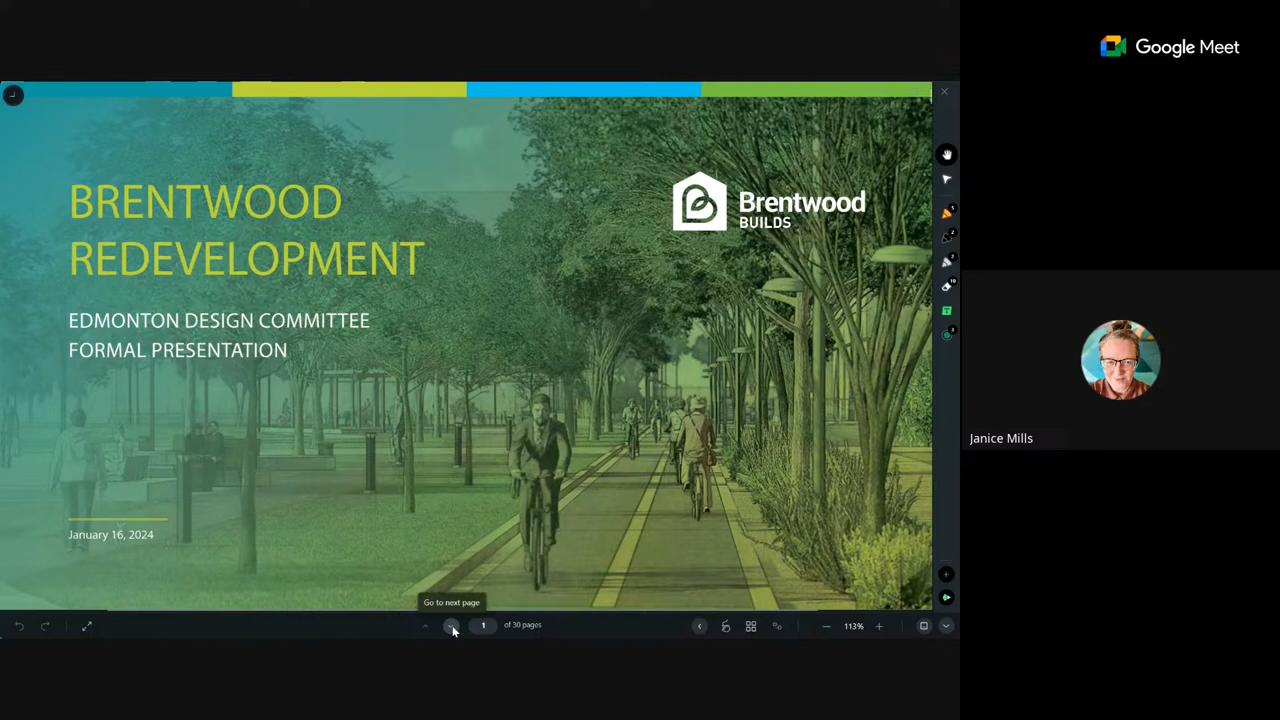 Google Meet
BRENTWOOD
REDEVELOPMENT
Brentwood
BUILDS
EDMONTON DESIGN COMMITTEE
FORMAL PRESENTATION
January 16, 2024
Janice Mills
Go to next page
1 of 30 pages
113%